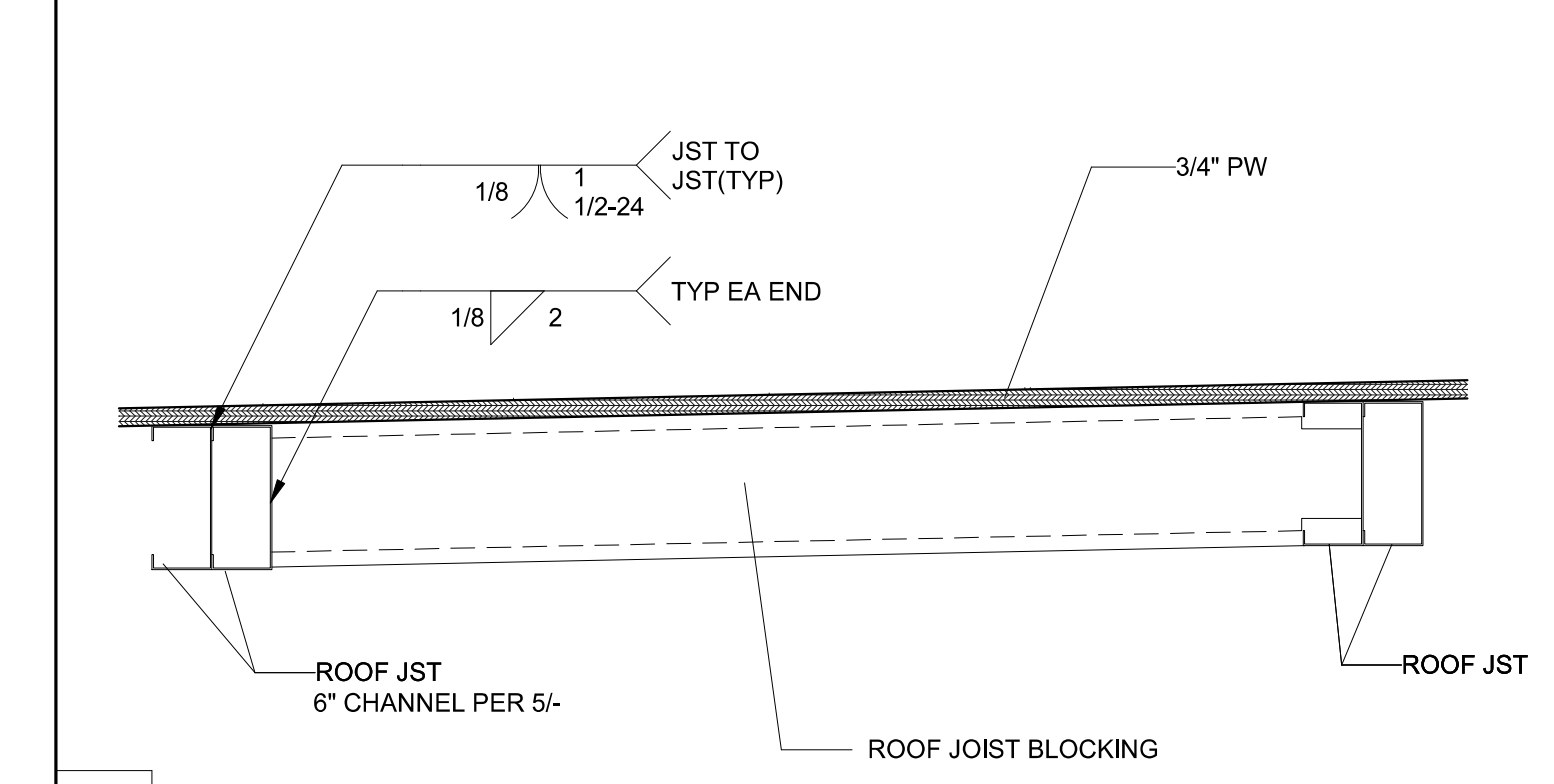 JST TO
JST(TYP)
1/8
1
1/2-24
3/4" PW
TYP EA END
1/8
2
ROOF JST
6" CHANNEL PER 5/-
ROOF JST
ROOF JOIST BLOCKING